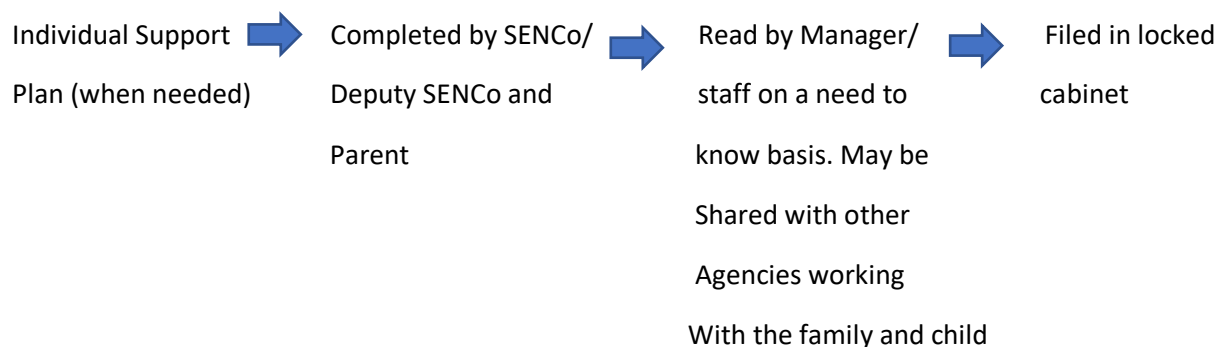 Individual Support
Plan (when needed)
Completed by SENCo/
Deputy SENCo and
Parent
Read by Manager/
staff on a need to
know basis. May be
Shared with other
Agencies working
With the family and child
Filed in locked
cabinet